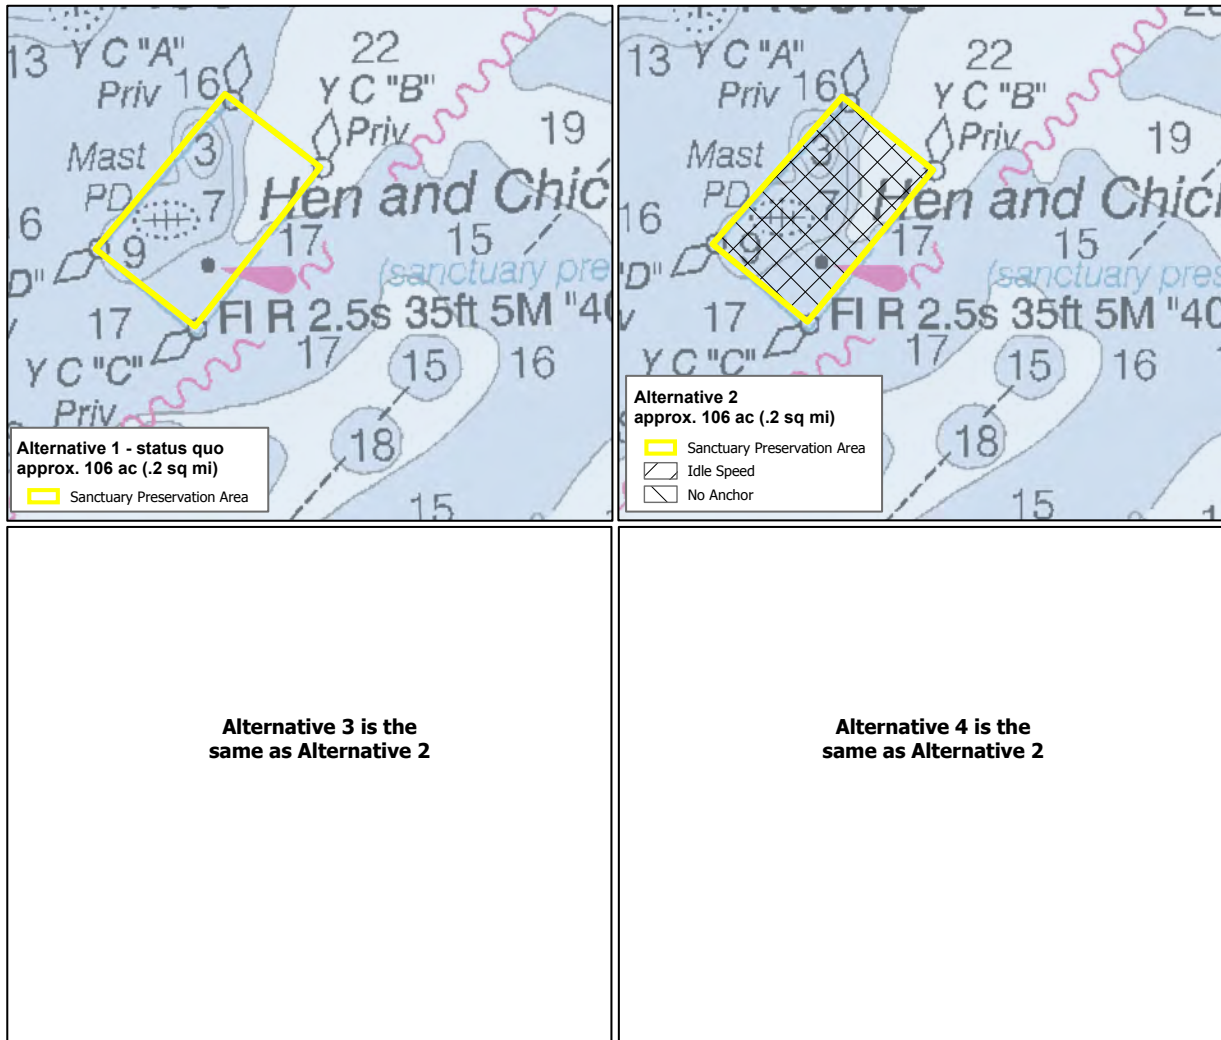 13
Y C "A"
Priv
16
22
Y C "B"
Priv
19
Mast
PD
3
7
Hen and Chic
6
9
17
15
"D"
(sanctuary pre
17
Fl R 2.5s 35ft 5M "40
17
15
16
Y C "C"
Priv
18
15
Alternative 1 - status quo
approx. 106 ac (.2 sq mi)
Sanctuary Preservation Area
13
Y C "A"
Priv
16
22
Y C "B"
Priv
19
Mast
PD
3
7
Hen and Chic
16
9
17
15
"D"
(sanctuary pres
17
Fl R 2.5s 35ft 5M "40
17
15
16
Y C "C"
18
15
Alternative 2
approx. 106 ac (.2 sq mi)
Sanctuary Preservation Area
Idle Speed
No Anchor
Alternative 3 is the
same as Alternative 2
Alternative 4 is the
same as Alternative 2